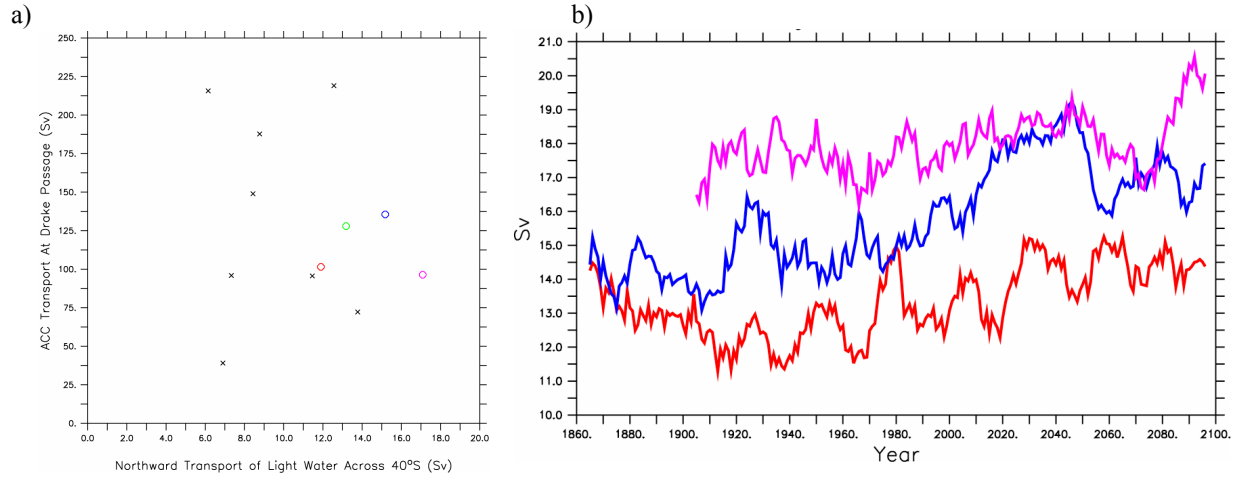 a)
250.
225.
200.
175.
150.
125.
100.
75.
50.
25.
0.
0.0 2.0 4.0 6.0 8.0 10.0 12.0 14.0 16.0 18.0 20.0
ACC Transport At Drake Passage (Sv)
Northward Transport of Light Water Across 40°S (Sv)
b)
21.0
20.0
19.0
18.0
17.0
16.0
15.0
14.0
13.0
12.0
11.0
10.0
1860. 1880. 1900. 1920. 1940. 1960. 1980. 2000. 2020. 2040. 2060. 2080. 2100.
Sv
Year